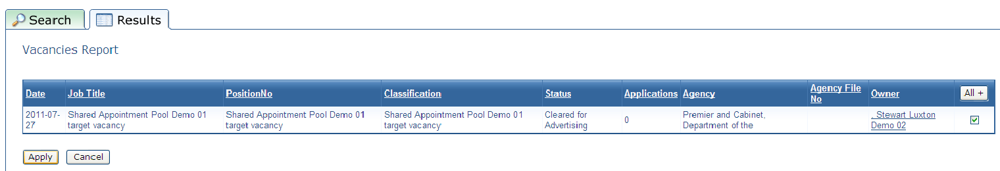 Search Results
Vacancies Report
Date Job Title PositionNo Classification Status Applications Agency Agency File No Owner All +
2011-07-27 Shared Appointment Pool Demo 01 target vacancy Shared Appointment Pool Demo 01 target vacancy Shared Appointment Pool Demo 01 target vacancy Cleared for Advertising 0 Premier and Cabinet, Department of the , Stewart Luxton Demo 02
Apply Cancel